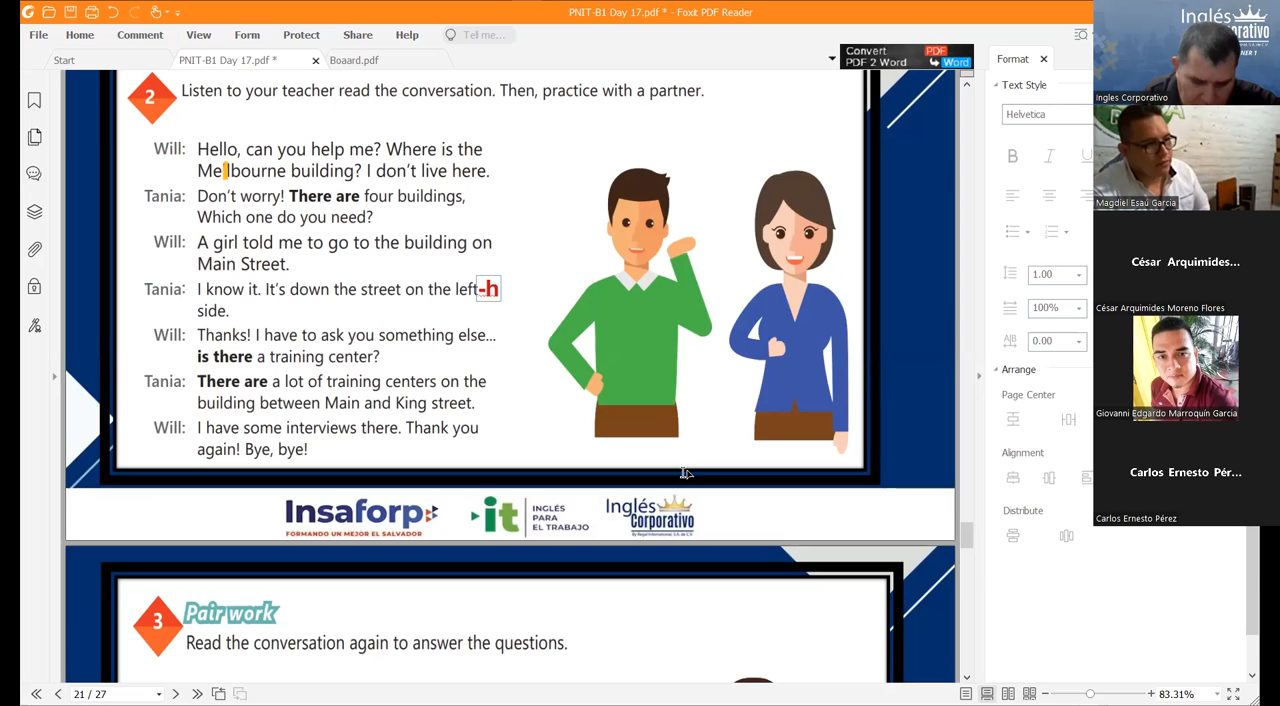 PNIT-B1 Day 17.pdf * - Foxit PDF Reader
File Home Comment View Form Protect Share Help Tell me...
Start PNIT-B1 Day 17.pdf * Boaard.pdf
Convert PDF
PDF 2 Word Word
2 Listen to your teacher read the conversation. Then, practice with a partner.
Will: Hello, can you help me? Where is the
Melbourne building? I don't live here.
Tania: Don't worry! There are four buildings,
Which one do you need?
Will: A girl told me to go to the building on
Main Street.
Tania: I know it. It's down the street on the left-h
side.
Will: Thanks! I have to ask you something else...
is there a training center?
Tania: There are a lot of training centers on the
building between Main and King street.
Will: I have some interviews there. Thank you
again! Bye, bye!
Insaforp
FORMANDO UN MEJOR EL SALVADOR
it
INGLÉS
PARA
EL TRABAJO
Inglés
Corporativo
3 Pair work
Read the conversation again to answer the questions.
21 / 27
83.31%
Format
Text Style
Helvetica
B I U
1.00
100%
0.00
Arrange
Page Center
Alignment
Distribute
Inglés
Ingles Corporativo
Magdiel Esaú Garcia
César Arquimides...
César Arquimides Moreno Flores
Giovanni Edgardo Marroquín Garcia
Carlos Ernesto Pér...
Carlos Ernesto Pérez